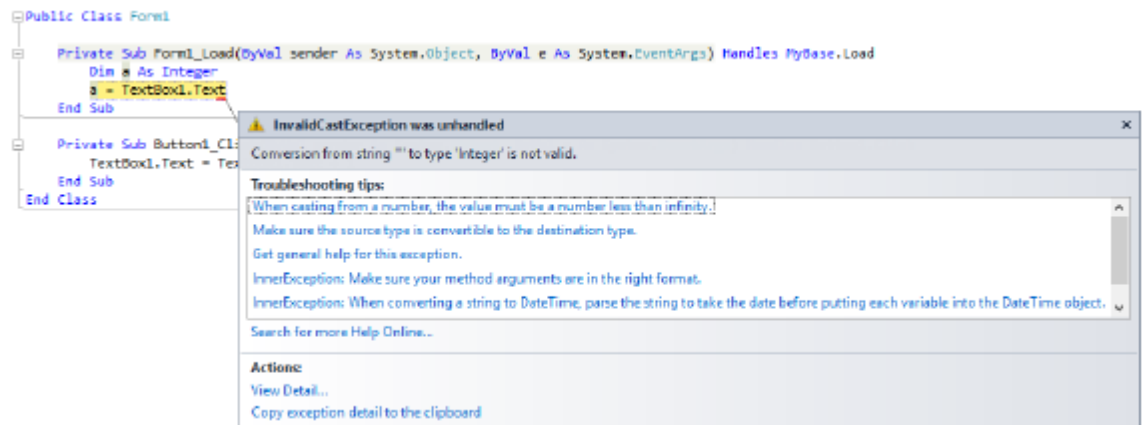 Public Class Form1
Private Sub Form1_Load(ByVal sender As System.Object, ByVal e As System.EventArgs) Handles MyBase.Load
Dim a As Integer
a = TextBox1.Text
End Sub
InvalidCastException was unhandled
Private Sub Button1_Cl
Conversion from string "" to type 'Integer' is not valid.
TextBox1.Text = Tex
End Sub
Troubleshooting tips:
End Class
When casting from a number, the value must be a number less than infinity.
Make sure the source type is convertible to the destination type.
Get general help for this exception.
InnerException: Make sure your method arguments are in the right format.
InnerException: When converting a string to DateTime, parse the string to take the date before putting each variable into the DateTime object.
Search for more Help Online...
Actions:
View Detail...
Copy exception detail to the clipboard